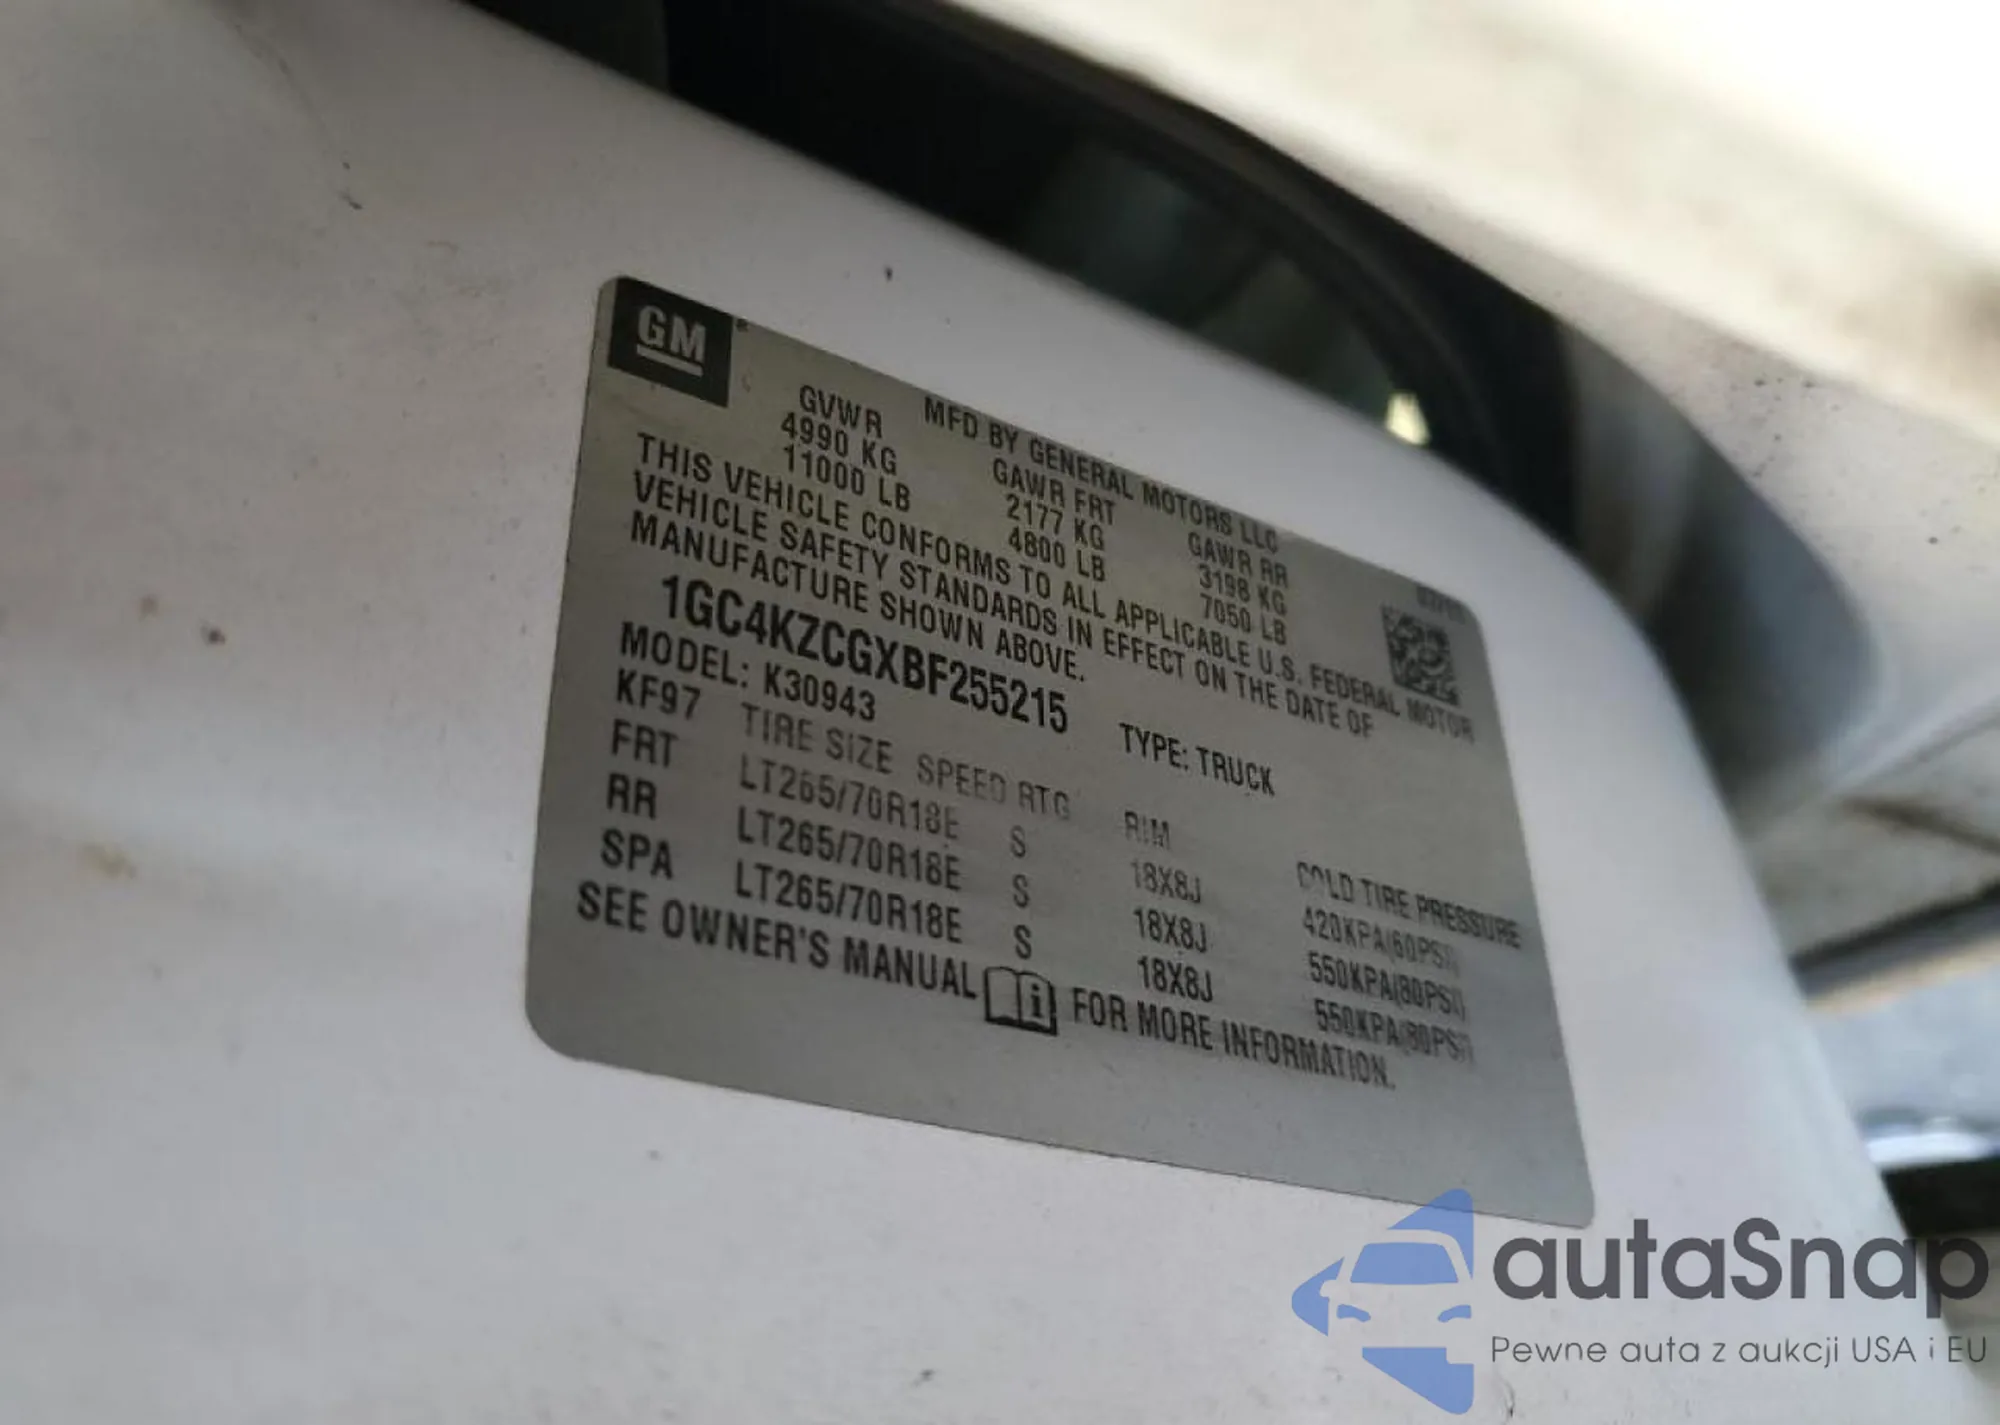 GM
MFD BY GENERAL MOTORS LLC
GVWR GAWR FRT GAWR RR
4990 KG 2177 KG 3198 KG
11000 LB 4800 LB 7050 LB
THIS VEHICLE CONFORMS TO ALL APPLICABLE U.S. FEDERAL MOTOR
VEHICLE SAFETY STANDARDS IN EFFECT ON THE DATE OF
MANUFACTURE SHOWN ABOVE.
1GC4KZCGXBF255215 TYPE: TRUCK
MODEL: K30943
KF97 TIRE SIZE SPEED RTG RIM COLD TIRE PRESSURE
FRT LT265/70R18E S 18X8J 420KPA(60PSI)
RR LT265/70R18E S 18X8J 550KPA(80PSI)
SPA LT265/70R18E S 18X8J 550KPA(80PSI)
SEE OWNER'S MANUAL i FOR MORE INFORMATION.
autaSnap
Pewne auta z aukcji USA i EU